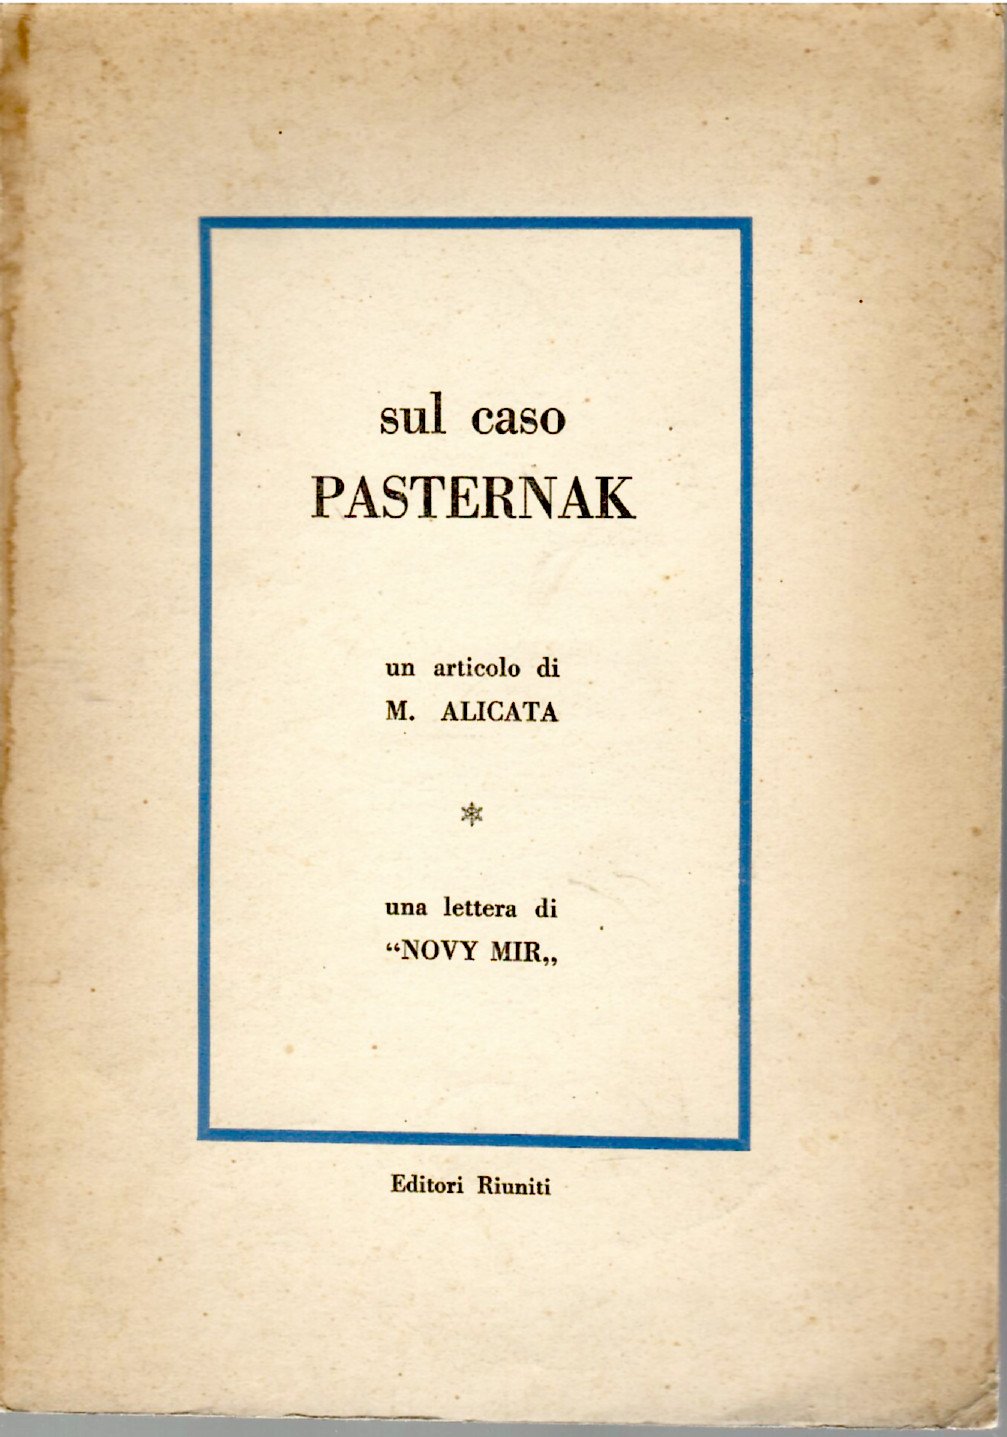 sul caso
PASTERNAK
un articolo di
M. ALICATA
una lettera di
“NOVY MIR„
Editori Riuniti